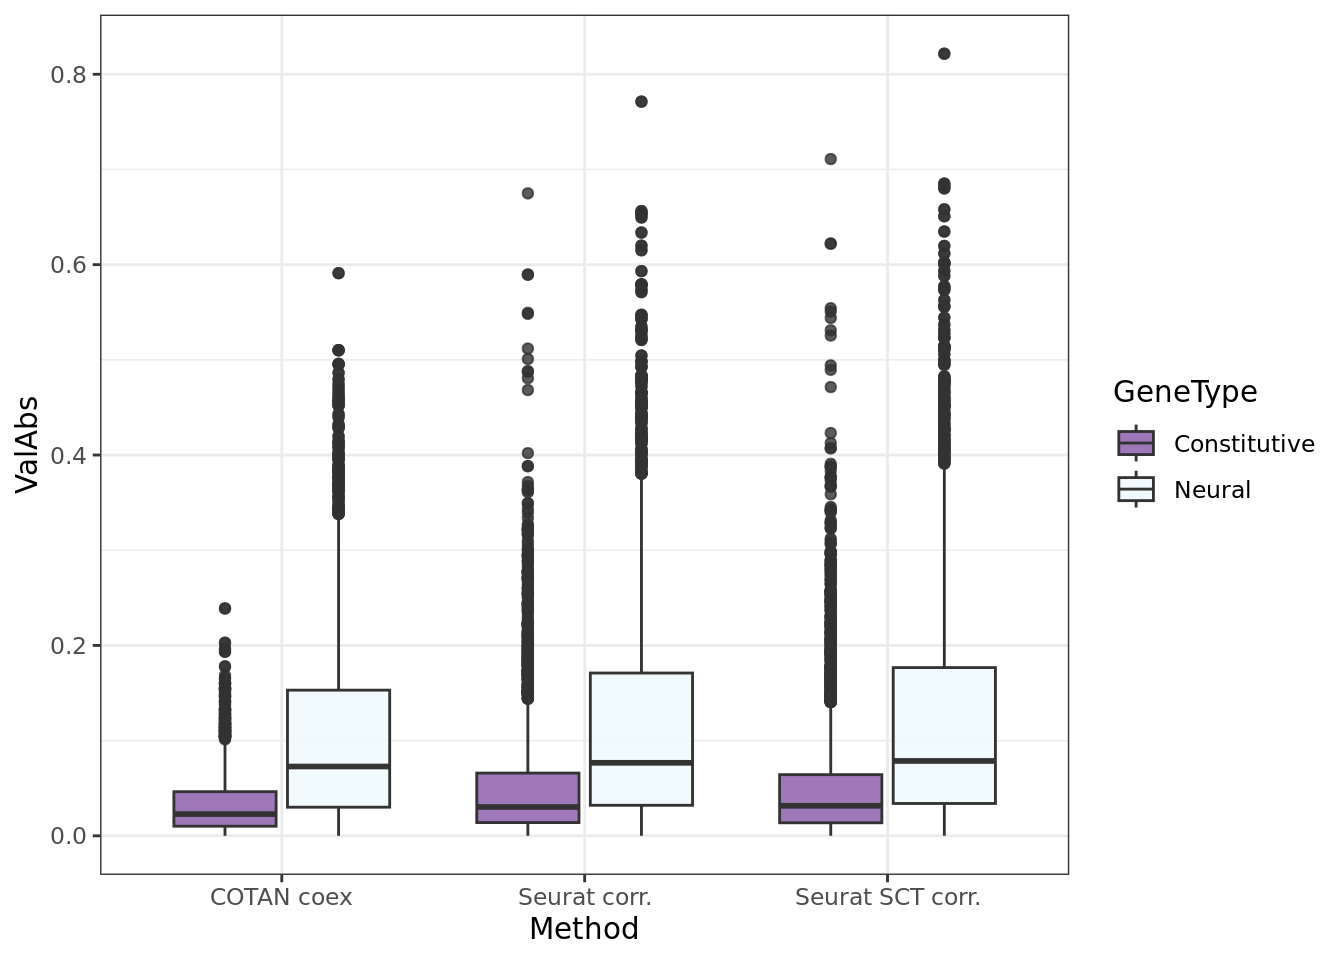 0.8
0.6
0.4
0.2
0.0
ValAbs
COTAN coex
Seurat corr.
Seurat SCT corr.
Method
GeneType
Constitutive
Neural